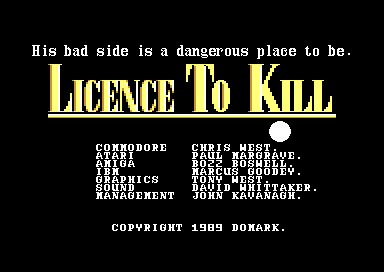 His bad side is a dangerous place to be.
LICENCE TO KILL
COMMODORE CHRIS WEST.
ATARI PAUL MARGRAVE.
AMIGA BOZZ BOSWELL.
IBM MARCUS GOODEY.
GRAPHICS TONY WEST.
SOUND DAVID WHITTAKER.
MANAGEMENT JOHN KAVANAGH.
COPYRIGHT 1989 DOMARK.